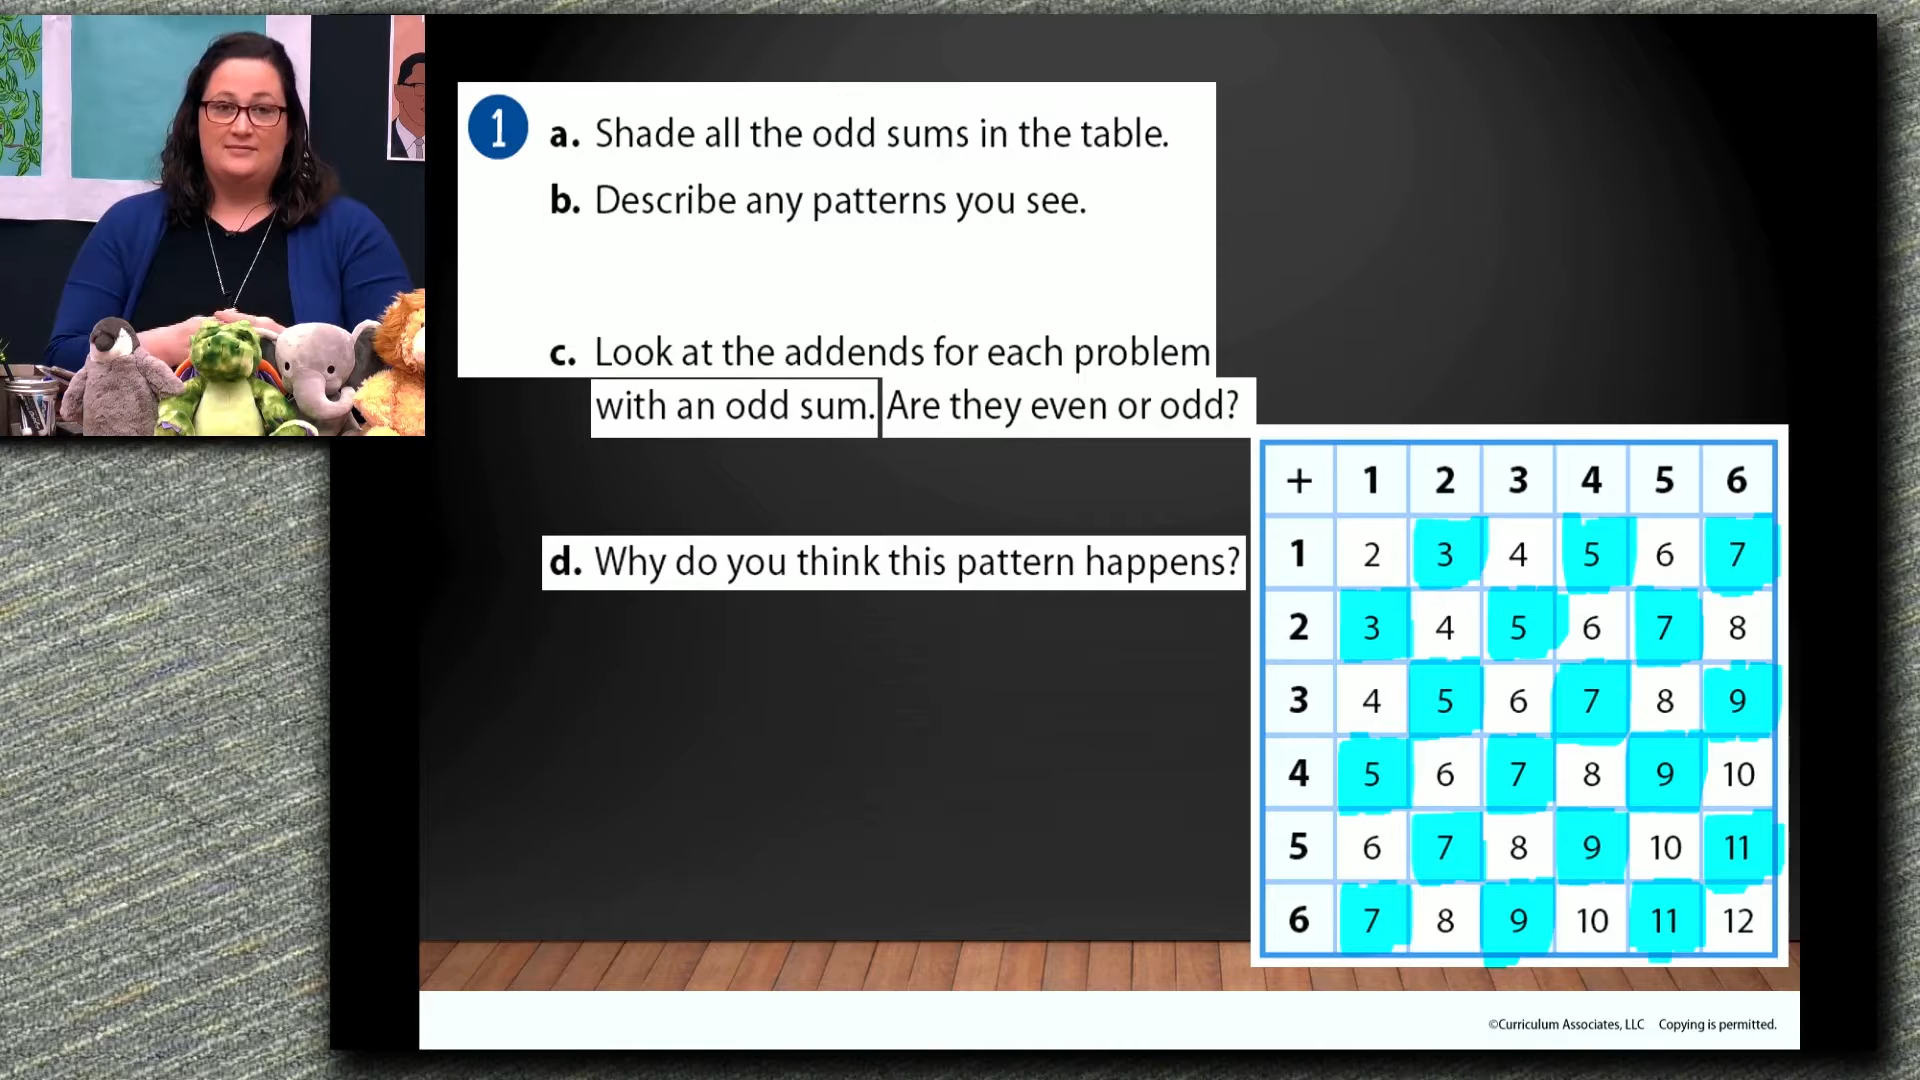 1 a. Shade all the odd sums in the table.
b. Describe any patterns you see.
c. Look at the addends for each problem
with an odd sum. Are they even or odd?
d. Why do you think this pattern happens?
+ 1 2 3 4 5 6
1 2 3 4 5 6 7
2 3 4 5 6 7 8
3 4 5 6 7 8 9
4 5 6 7 8 9 10
5 6 7 8 9 10 11
6 7 8 9 10 11 12
©Curriculum Associates, LLC Copying is permitted.